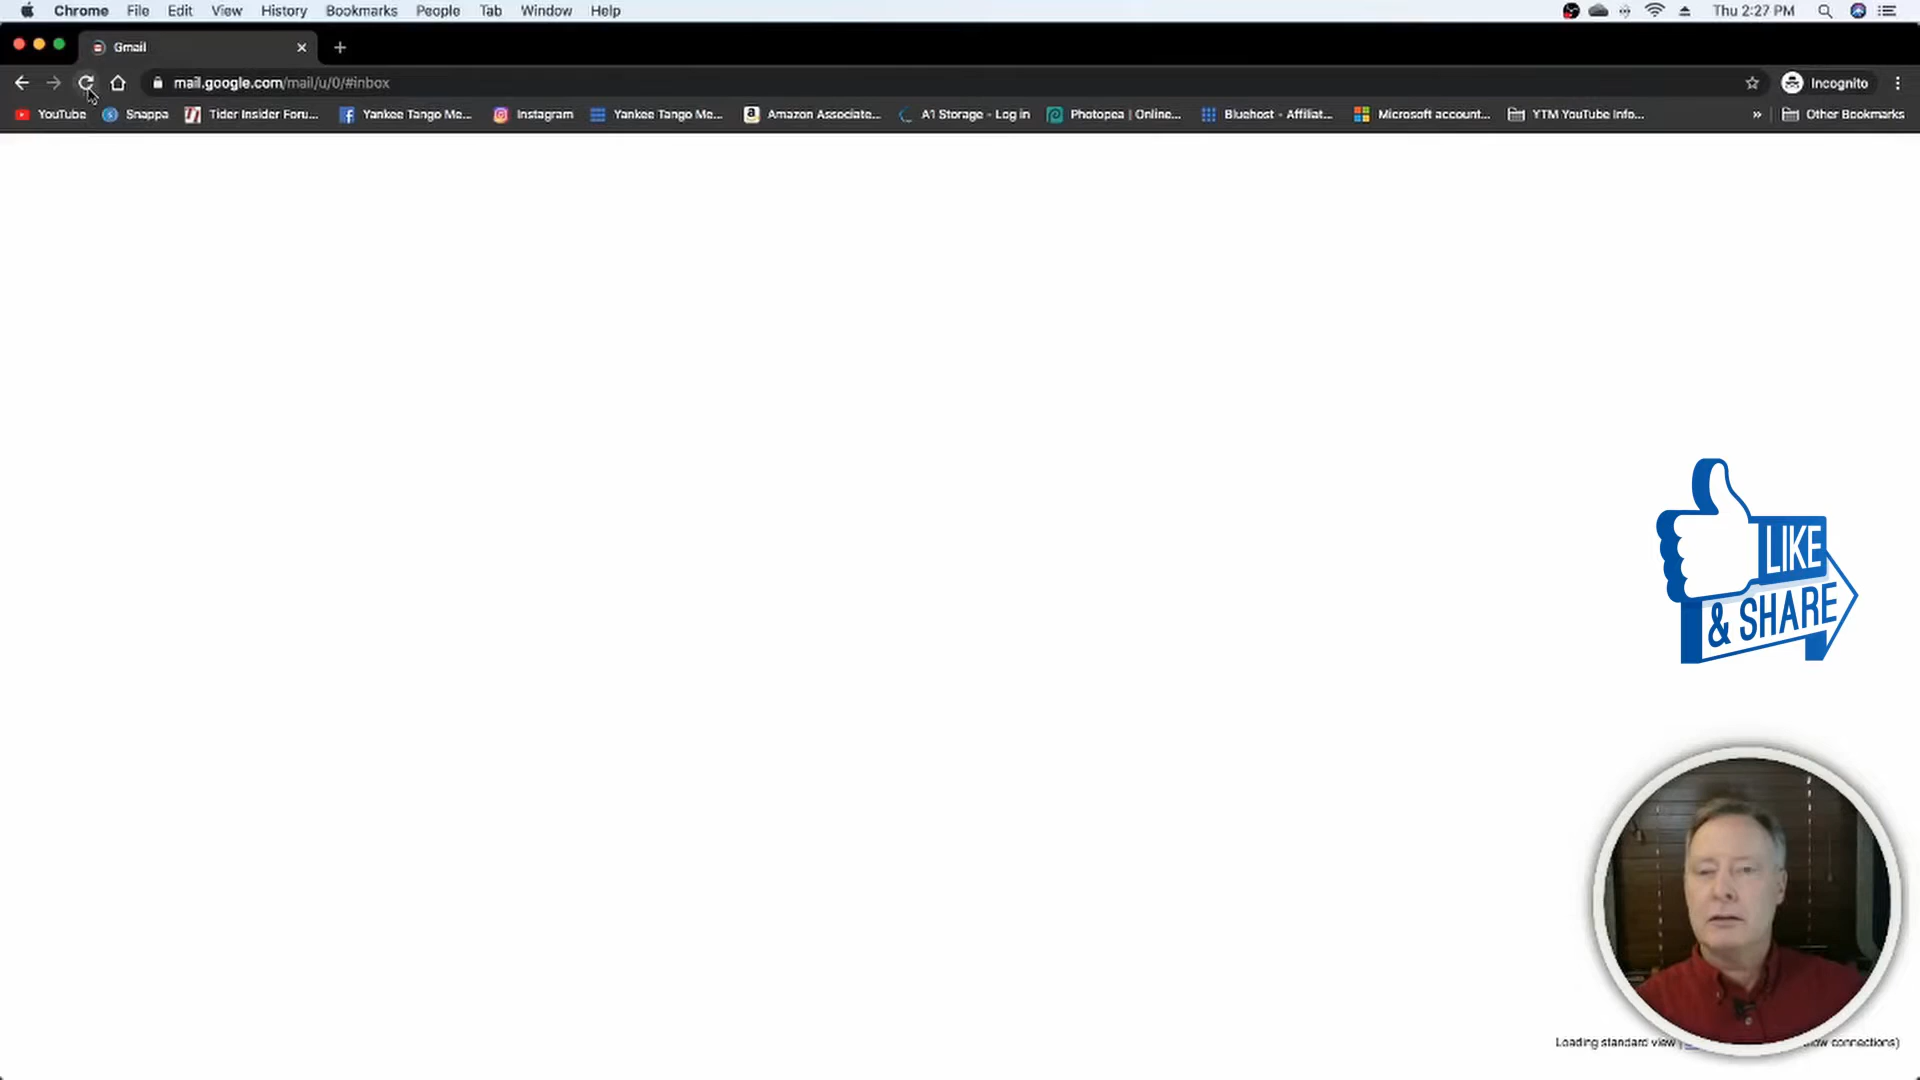 Chrome File Edit View History Bookmarks People Tab Window Help Thu 2:27 PM
Gmail
mail.google.com/mail/u/0/#inbox Incognito
YouTube Snappa Tider Insider Foru... Yankee Tango Me... Instagram Yankee Tango Me... Amazon Associate... A1 Storage - Log in Photopea | Online... Bluehost - Affiliat... Microsoft account... YTM YouTube Info... » Other Bookmarks
LIKE
& SHARE
Loading standard view | connections)